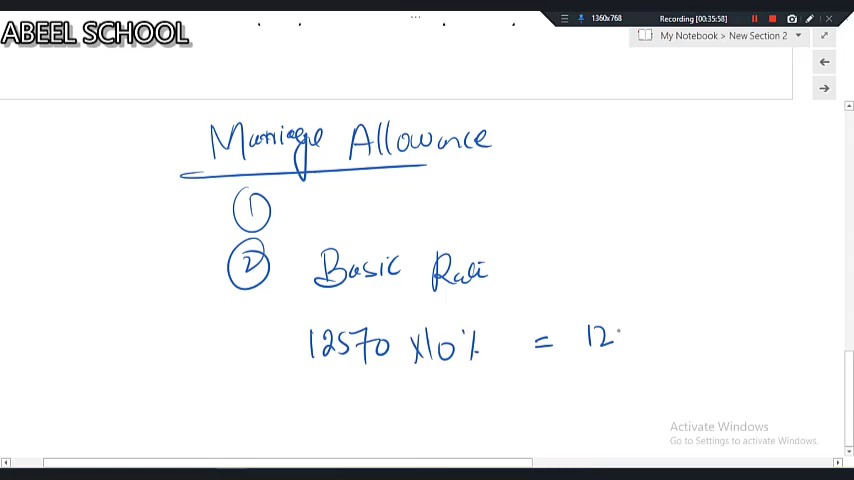 1360x768
Recording [00:35:58]
ABEEL SCHOOL
My Notebook > New Section 2
Marriage Allowance
1
2 Basic Rate
12570 x10% = 12
Activate Windows
Go to Settings to activate Windows.